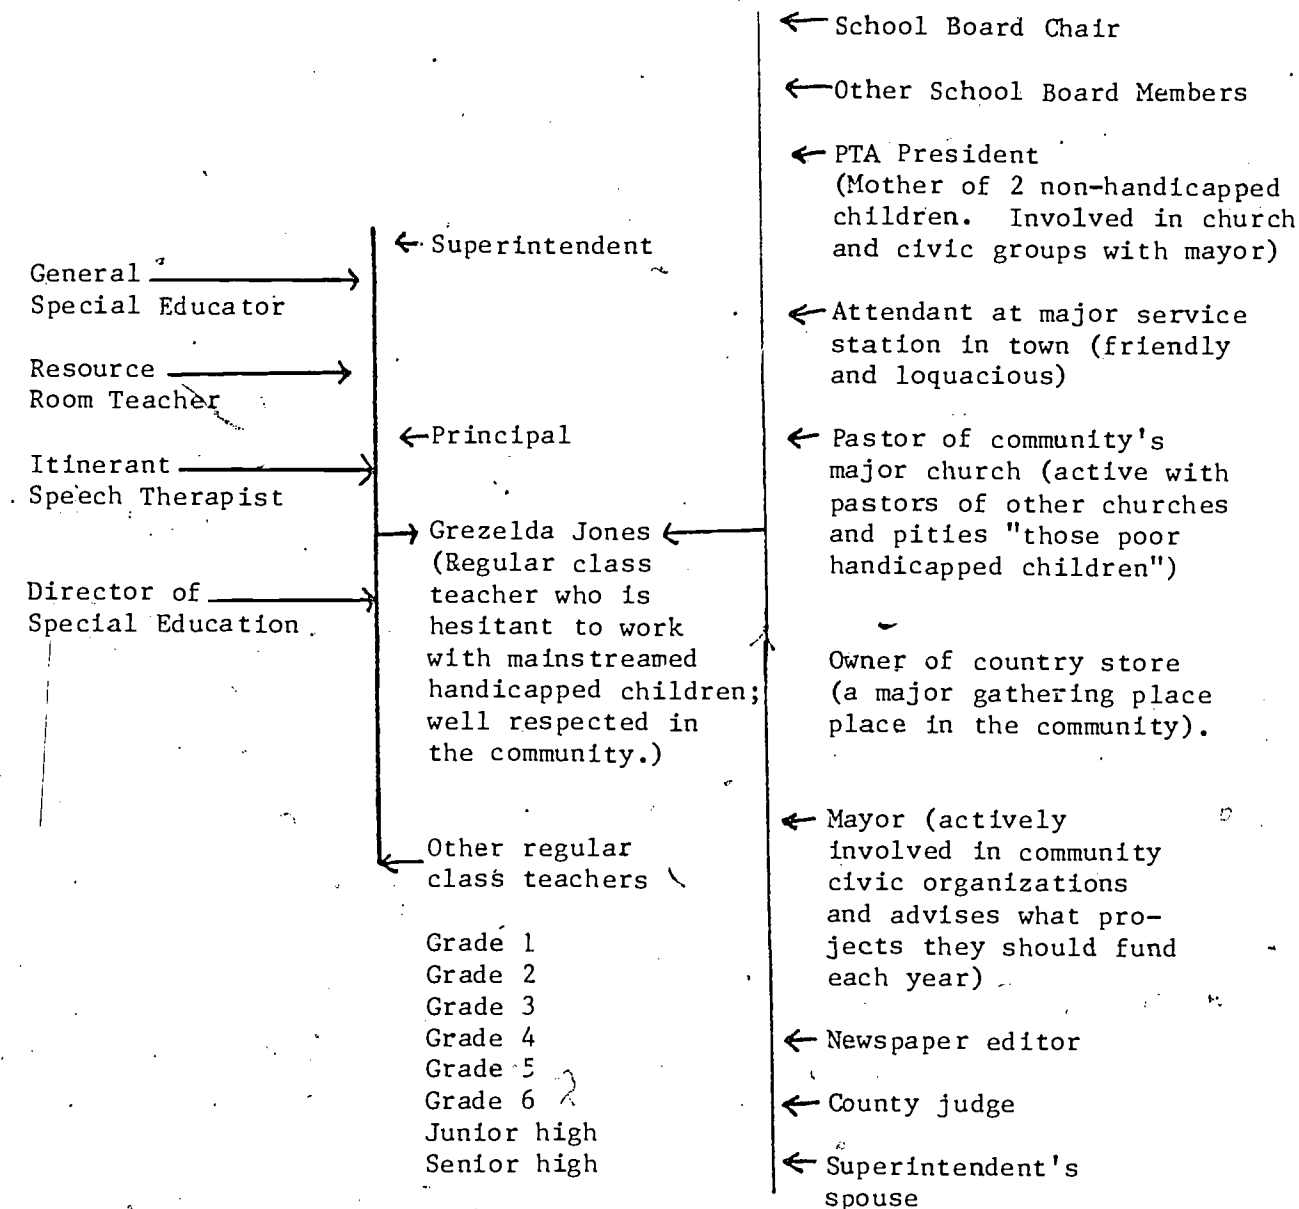 General
Special Educator
Resource
Room Teacher
Itinerant
Speech Therapist
Director of
Special Education
Superintendent
Principal
Grezelda Jones
(Regular class
teacher who is
hesitant to work
with mainstreamed
handicapped children;
well respected in
the community.)
Other regular
class teachers
Grade 1
Grade 2
Grade 3
Grade 4
Grade 5
Grade 6
Junior high
Senior high
School Board Chair
Other School Board Members
PTA President
(Mother of 2 non-handicapped
children. Involved in church
and civic groups with mayor)
Attendant at major service
station in town (friendly
and loquacious)
Pastor of community's
major church (active with
pastors of other churches
and pities "those poor
handicapped children")
Owner of country store
(a major gathering place
place in the community).
Mayor (actively
involved in community
civic organizations
and advises what pro-
jects they should fund
each year)
Newspaper editor
County judge
Superintendent's
spouse